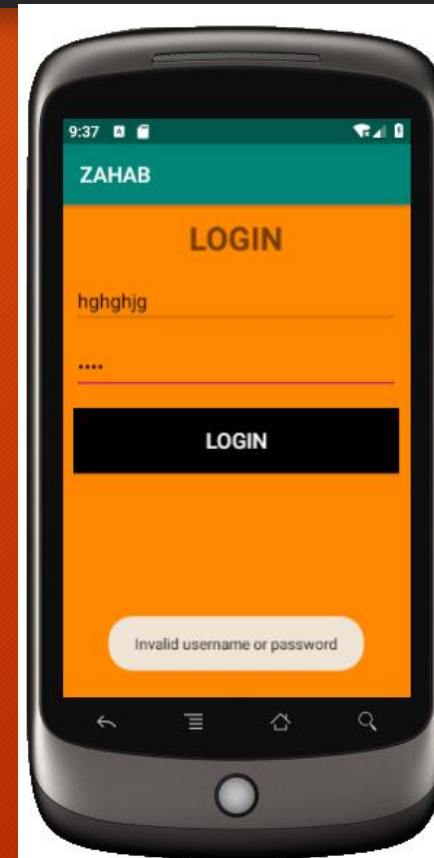 9:37
ZAHAB
LOGIN
hghghjg
••••
LOGIN
Invalid username or password